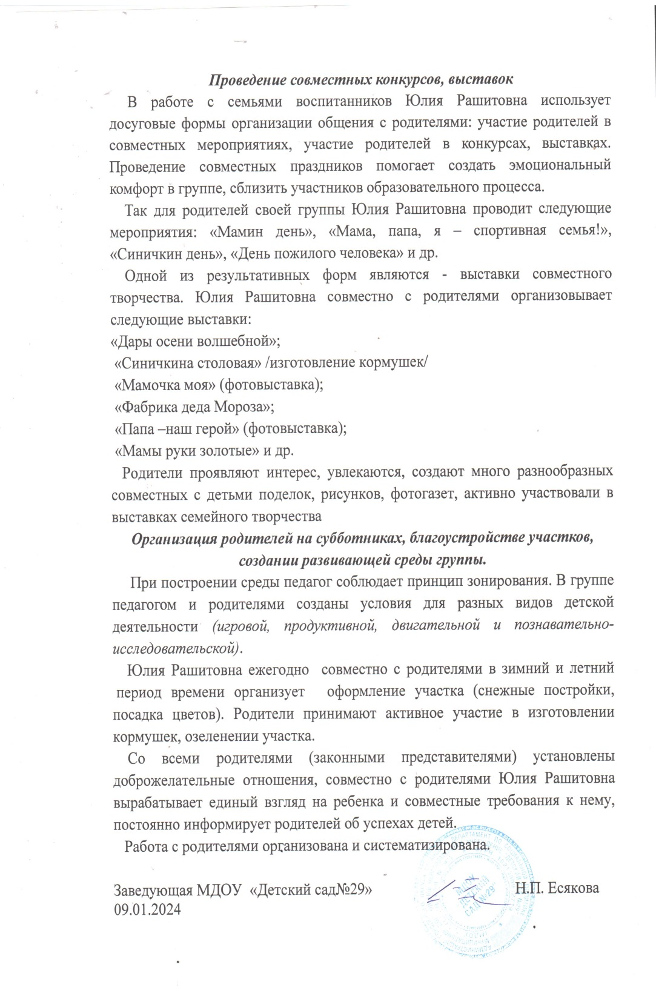 Проведение совместных конкурсов, выставок
В работе с семьями воспитанников Юлия Рашитовна использует
досуговые формы организации общения с родителями: участие родителей в
совместных мероприятиях, участие родителей в конкурсах, выставках.
Проведение совместных праздников помогает создать эмоциональный
комфорт в группе, сблизить участников образовательного процесса.
Так для родителей своей группы Юлия Рашитовна проводит следующие
мероприятия: «Мамин день», «Мама, папа, я – спортивная семья!»,
«Синичкин день», «День пожилого человека» и др.
Одной из результативных форм являются - выставки совместного
творчества. Юлия Рашитовна совместно с родителями организовывает
следующие выставки:
«Дары осени волшебной»;
«Синичкина столовая» /изготовление кормушек/
«Мамочка моя» (фотовыставка);
«Фабрика деда Мороза»;
«Папа –наш герой» (фотовыставка);
«Мамы руки золотые» и др.
Родители проявляют интерес, увлекаются, создают много разнообразных
совместных с детьми поделок, рисунков, фотогазет, активно участвовали в
выставках семейного творчества
Организация родителей на субботниках, благоустройстве участков,
создании развивающей среды группы.
При построении среды педагог соблюдает принцип зонирования. В группе
педагогом и родителями созданы условия для разных видов детской
деятельности (игровой, продуктивной, двигательной и познавательно-
исследовательской).
Юлия Рашитовна ежегодно совместно с родителями в зимний и летний
период времени организует оформление участка (снежные постройки,
посадка цветов). Родители принимают активное участие в изготовлении
кормушек, озеленении участка.
Со всеми родителями (законными представителями) установлены
доброжелательные отношения, совместно с родителями Юлия Рашитовна
вырабатывает единый взгляд на ребенка и совместные требования к нему,
постоянно информирует родителей об успехах детей.
Работа с родителями организована и систематизирована.
Заведующая МДОУ «Детский сад№29» Н.П. Есякова
09.01.2024
МДОУ
ДЕТСКИЙ
САД №29